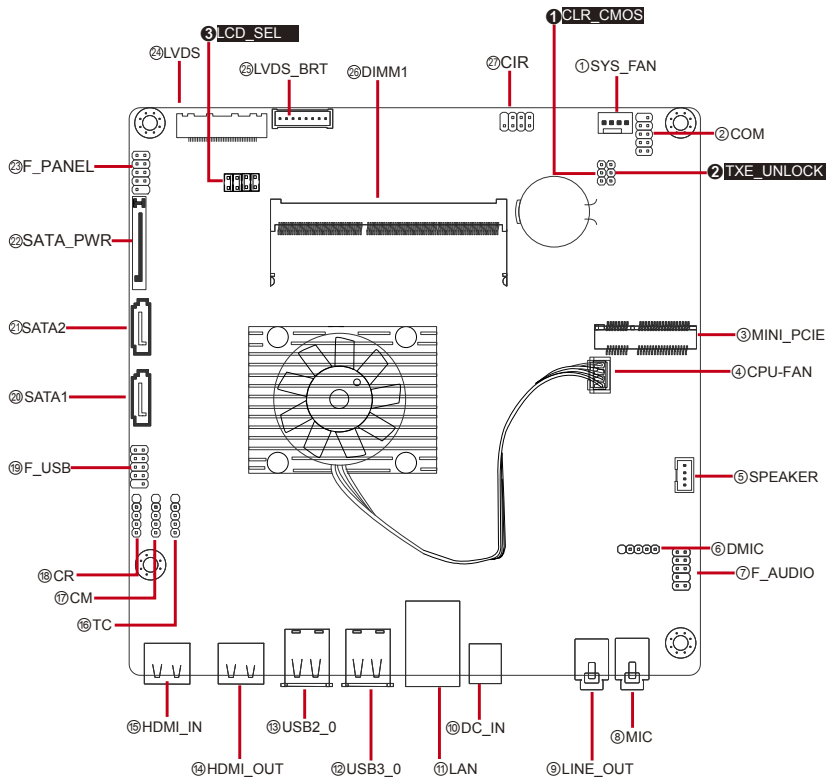 ❶CLR_CMOS
❸LCD_SEL
㉔LVDS
㉕LVDS_BRT
㉖DIMM1
㉗CIR
①SYS_FAN
②COM
㉓F_PANEL
❷TXE_UNLOCK
㉒SATA_PWR
㉑SATA2
③MINI_PCIE
④CPU-FAN
⑳SATA1
⑲F_USB
⑤SPEAKER
⑥DMIC
⑱CR
⑦F_AUDIO
⑰CM
⑯TC
⑮HDMI_IN
⑬USB2_0
⑩DC_IN
⑧MIC
⑭HDMI_OUT
⑫USB3_0
⑪LAN
⑨LINE_OUT